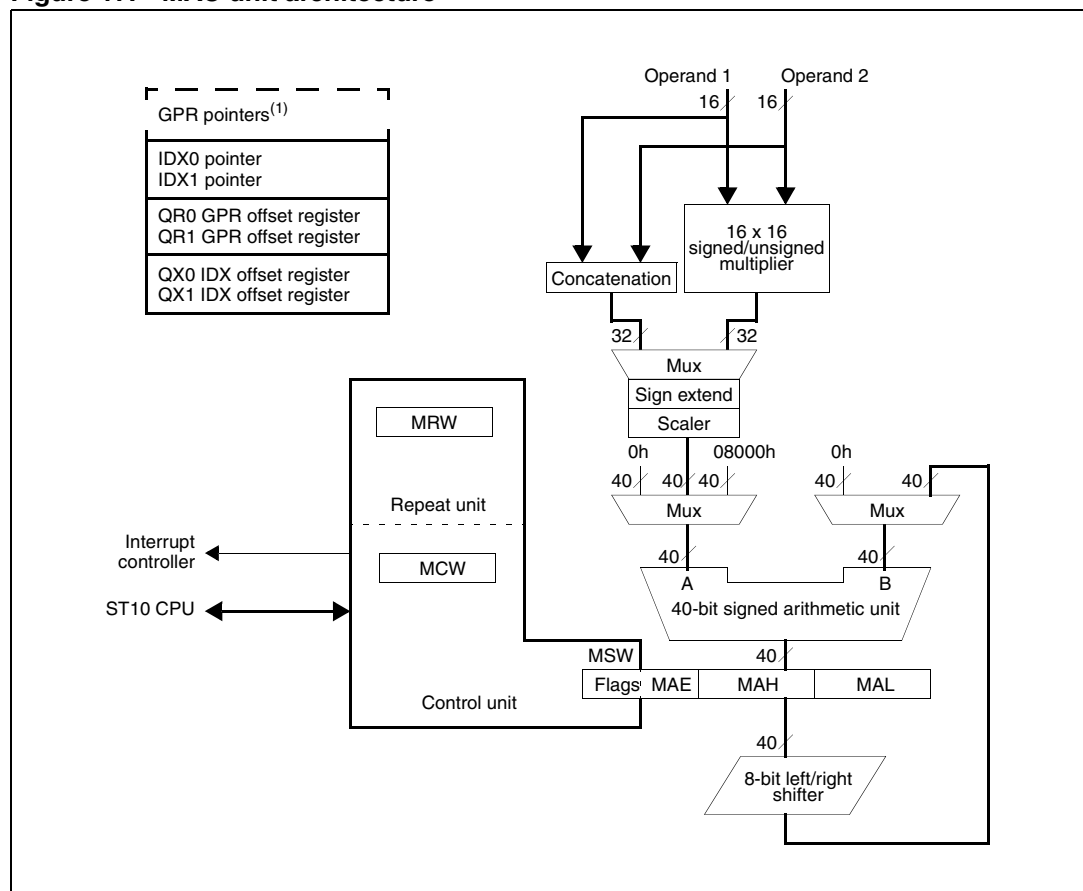 GPR pointers(1)
IDX0 pointer
IDX1 pointer
QR0 GPR offset register
QR1 GPR offset register
QX0 IDX offset register
QX1 IDX offset register
Operand 1
Operand 2
16
16
16 x 16
signed/unsigned
multiplier
Concatenation
32
32
Mux
Sign extend
Scaler
0h
08000h
0h
40
40
40
40
40
Mux
Mux
40
40
A
B
40-bit signed arithmetic unit
40
MRW
Repeat unit
Interrupt
controller
MCW
ST10 CPU
MSW
Flags
MAE
MAH
MAL
Control unit
40
8-bit left/right
shifter